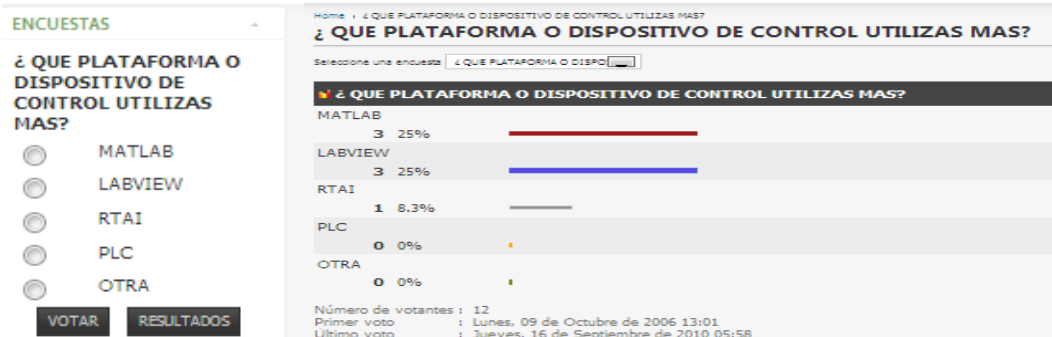 ENCUESTAS
¿ QUE PLATAFORMA O
DISPOSITIVO DE
CONTROL UTILIZAS
MAS?
MATLAB
LABVIEW
RTAI
PLC
OTRA
VOTAR RESULTADOS
Home › ¿ QUE PLATAFORMA O DISPOSITIVO DE CONTROL UTILIZAS MAS?
¿ QUE PLATAFORMA O DISPOSITIVO DE CONTROL UTILIZAS MAS?
Seleccione una encuesta ¿ QUE PLATAFORMA O DISPO
¿ QUE PLATAFORMA O DISPOSITIVO DE CONTROL UTILIZAS MAS?
MATLAB
3 25%
LABVIEW
3 25%
RTAI
1 8.3%
PLC
0 0%
OTRA
0 0%
Número de votantes : 12
Primer voto : Lunes, 09 de Octubre de 2006 13:01
Último voto : Jueves, 16 de Septiembre de 2010 05:58